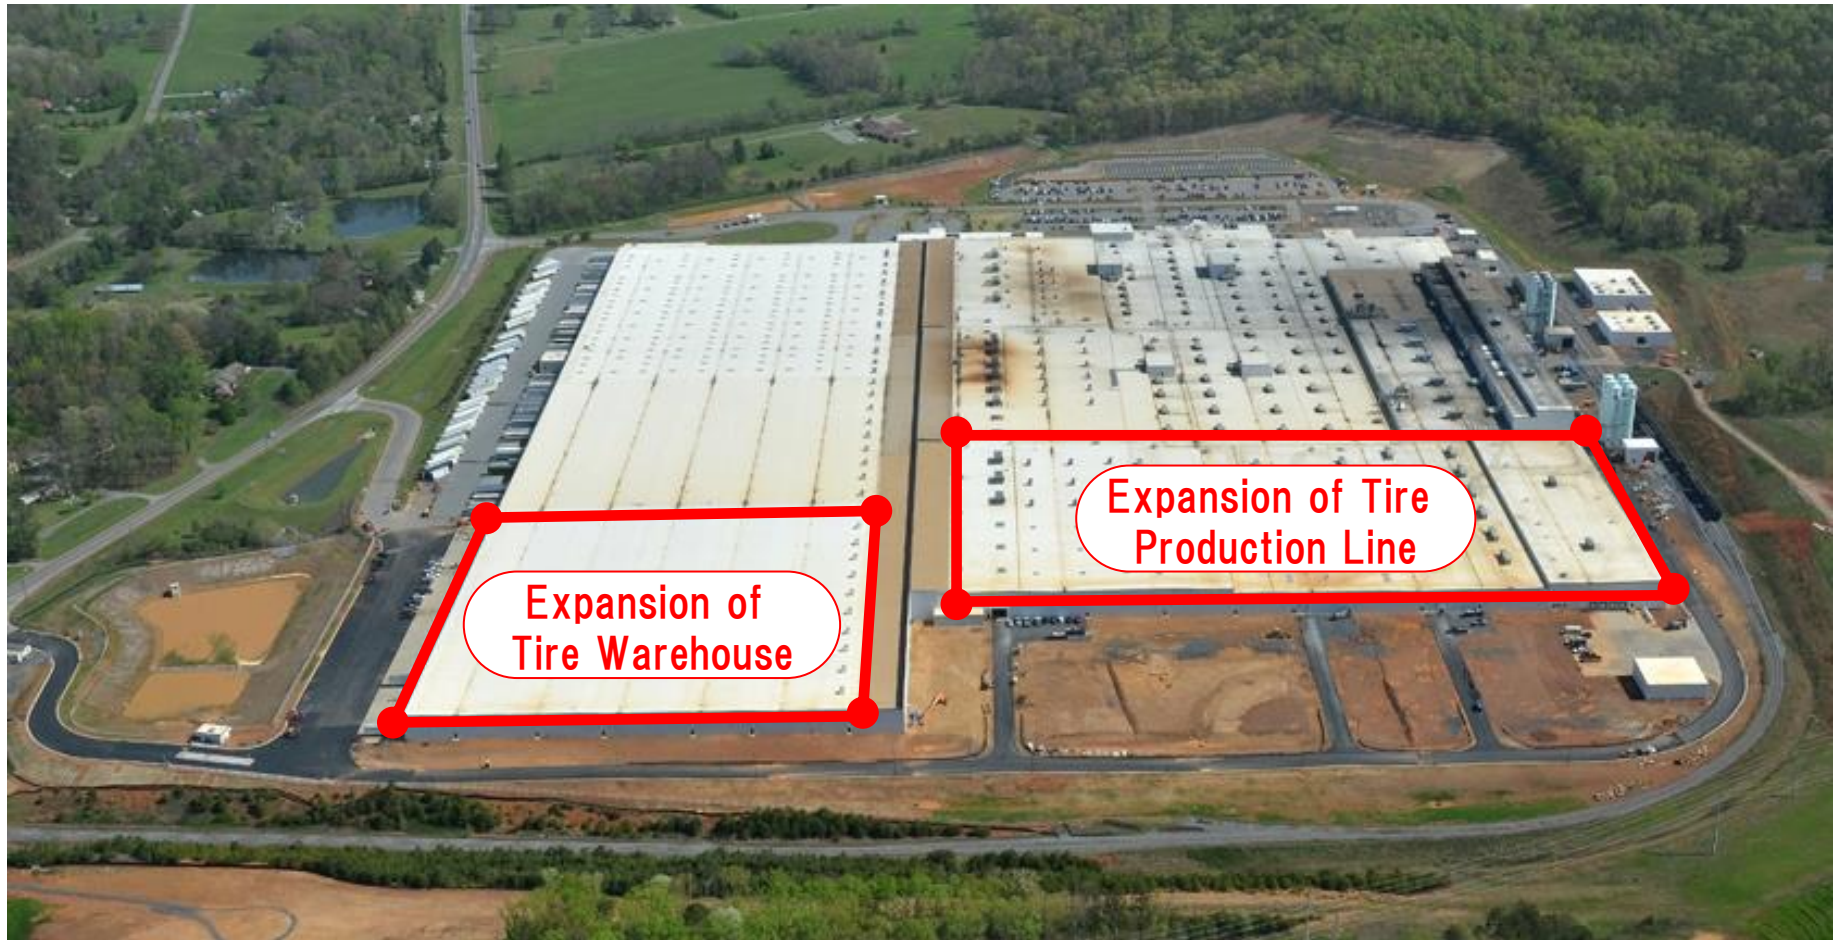 Expansion of Tire
Production Line
Expansion of
Tire Warehouse